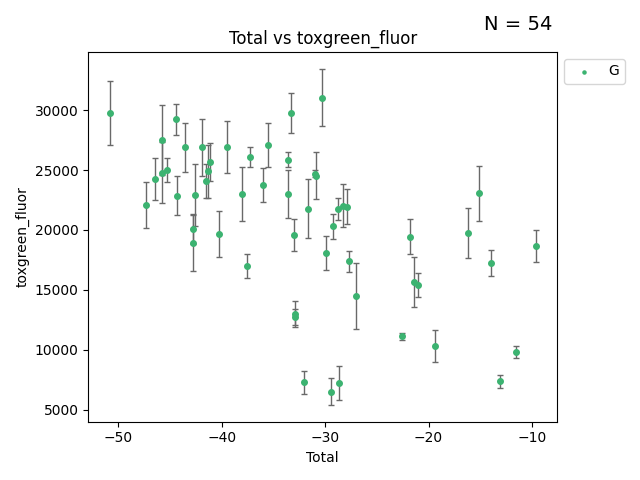 N = 54
Total vs toxgreen_fluor
G
toxgreen_fluor
30000
25000
20000
15000
10000
5000
−50 −40 −30 −20 −10
Total